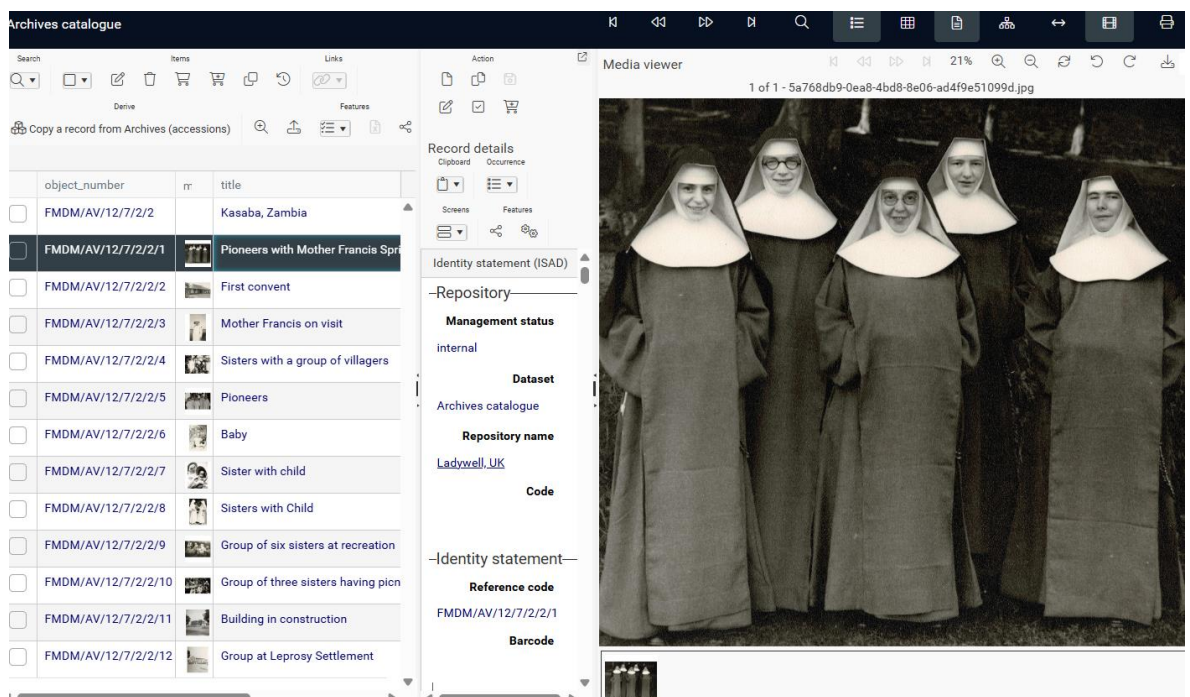 Archives catalogue
Search
Items
Links
Derive
Features
Copy a record from Archives (accessions)
object_number
title
FMDM/AV/12/7/2/2
Kasaba, Zambia
FMDM/AV/12/7/2/2/1
Pioneers with Mother Francis Spri
FMDM/AV/12/7/2/2/2
First convent
FMDM/AV/12/7/2/2/3
Mother Francis on visit
FMDM/AV/12/7/2/2/4
Sisters with a group of villagers
FMDM/AV/12/7/2/2/5
Pioneers
FMDM/AV/12/7/2/2/6
Baby
FMDM/AV/12/7/2/2/7
Sister with child
FMDM/AV/12/7/2/2/8
Sisters with Child
FMDM/AV/12/7/2/2/9
Group of six sisters at recreation
FMDM/AV/12/7/2/2/10
Group of three sisters having picn
FMDM/AV/12/7/2/2/11
Building in construction
FMDM/AV/12/7/2/2/12
Group at Leprosy Settlement
Action
Record details
Clipboard
Occurrence
Screens
Features
Identity statement (ISAD)
Repository
Management status
internal
Dataset
Archives catalogue
Repository name
Ladywell, UK
Code
Identity statement
Reference code
FMDM/AV/12/7/2/2/1
Barcode
Media viewer
21%
1 of 1 - 5a768db9-0ea8-4bd8-8e06-ad4f9e51099d.jpg